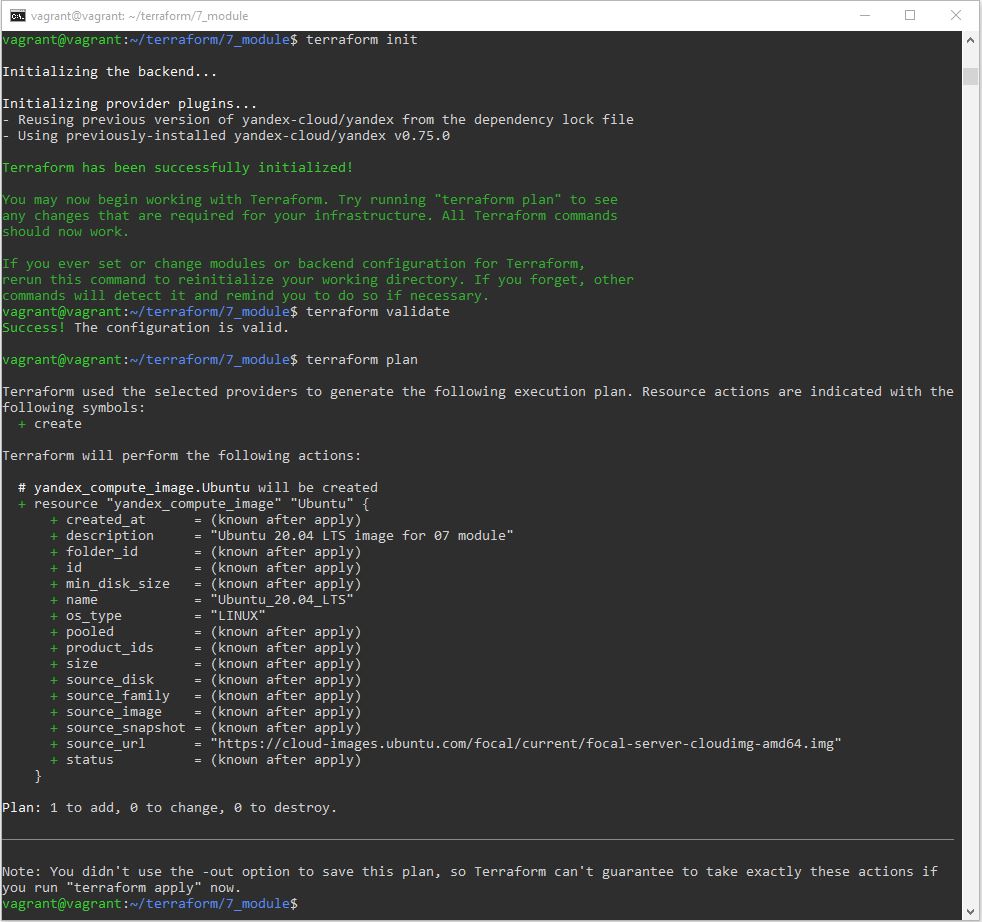 vagrant@vagrant: ~/terraform/7_module
vagrant@vagrant:~/terraform/7_module$ terraform init
Initializing the backend...
Initializing provider plugins...
- Reusing previous version of yandex-cloud/yandex from the dependency lock file
- Using previously-installed yandex-cloud/yandex v0.75.0
Terraform has been successfully initialized!
You may now begin working with Terraform. Try running "terraform plan" to see
any changes that are required for your infrastructure. All Terraform commands
should now work.
If you ever set or change modules or backend configuration for Terraform,
rerun this command to reinitialize your working directory. If you forget, other
commands will detect it and remind you to do so if necessary.
vagrant@vagrant:~/terraform/7_module$ terraform validate
Success! The configuration is valid.
vagrant@vagrant:~/terraform/7_module$ terraform plan
Terraform used the selected providers to generate the following execution plan. Resource actions are indicated with the
following symbols:
  + create
Terraform will perform the following actions:
  # yandex_compute_image.Ubuntu will be created
  + resource "yandex_compute_image" "Ubuntu" {
      + created_at      = (known after apply)
      + description     = "Ubuntu 20.04 LTS image for 07 module"
      + folder_id       = (known after apply)
      + id              = (known after apply)
      + min_disk_size   = (known after apply)
      + name            = "Ubuntu_20.04_LTS"
      + os_type         = "LINUX"
      + pooled          = (known after apply)
      + product_ids     = (known after apply)
      + size            = (known after apply)
      + source_disk     = (known after apply)
      + source_family   = (known after apply)
      + source_image    = (known after apply)
      + source_snapshot = (known after apply)
      + source_url      = "https://cloud-images.ubuntu.com/focal/current/focal-server-cloudimg-amd64.img"
      + status          = (known after apply)
    }
Plan: 1 to add, 0 to change, 0 to destroy.
Note: You didn't use the -out option to save this plan, so Terraform can't guarantee to take exactly these actions if
you run "terraform apply" now.
vagrant@vagrant:~/terraform/7_module$